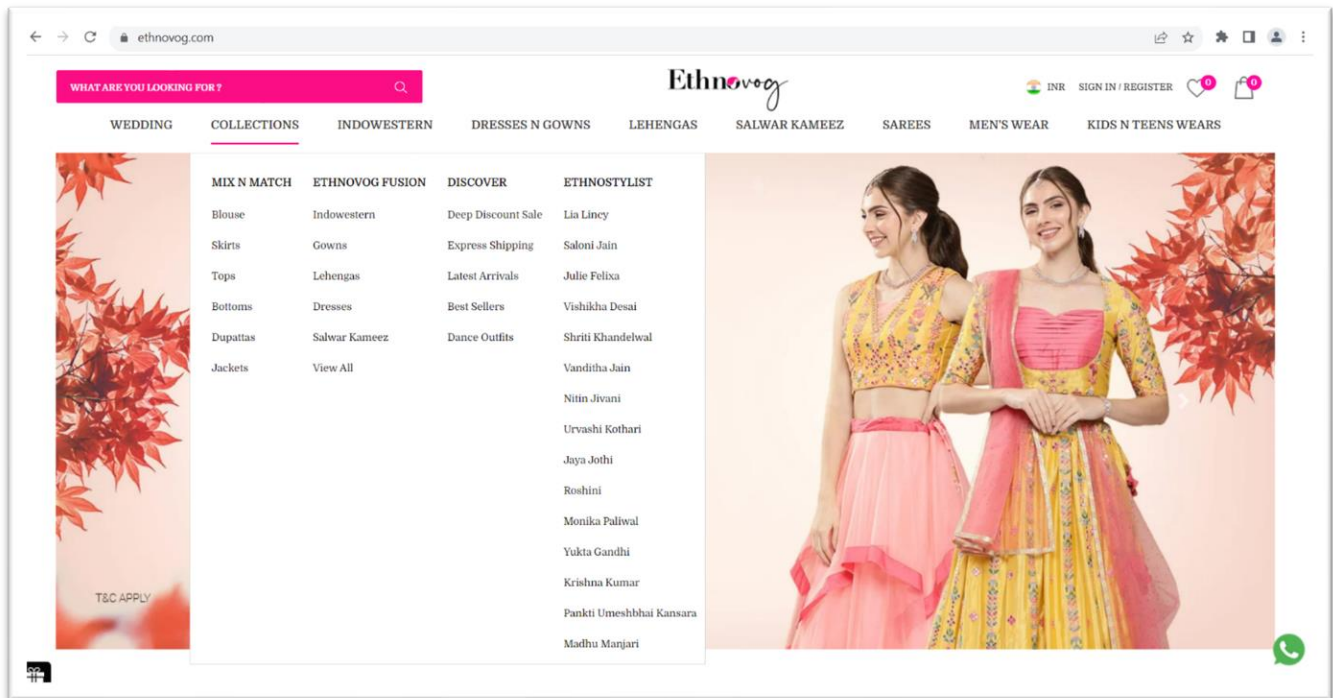 ethnovog.com
WHAT ARE YOU LOOKING FOR ?
Ethnovog
INR SIGN IN / REGISTER 0 0
WEDDING COLLECTIONS INDOWESTERN DRESSES N GOWNS LEHENGAS SALWAR KAMEEZ SAREES MEN'S WEAR KIDS N TEENS WEARS
MIX N MATCH
Blouse
Skirts
Tops
Bottoms
Dupattas
Jackets
ETHNOVOG FUSION
Indowestern
Gowns
Lehengas
Dresses
Salwar Kameez
View All
DISCOVER
Deep Discount Sale
Express Shipping
Latest Arrivals
Best Sellers
Dance Outfits
ETHNOSTYLIST
Lia Lincy
Saloni Jain
Julie Felixa
Vishikha Desai
Shriti Khandelwal
Vanditha Jain
Nitin Jivani
Urvashi Kothari
Jaya Jothi
Roshini
Monika Paliwal
Yukta Gandhi
Krishna Kumar
Pankti Umeshbhai Kansara
Madhu Manjari
T&C APPLY